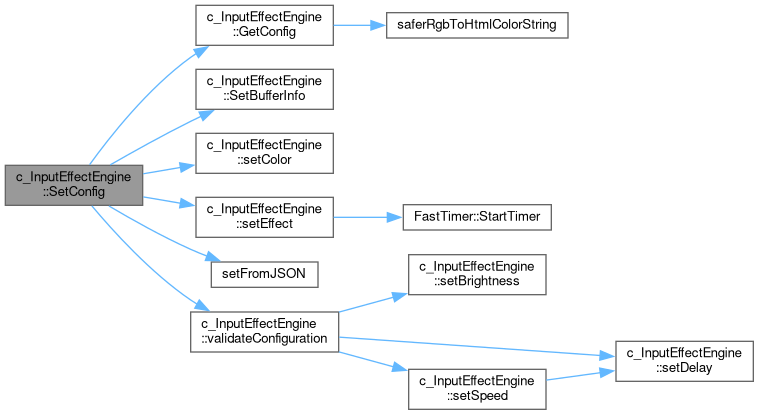 c_InputEffectEngine
::SetConfig
c_InputEffectEngine
::GetConfig
saferRgbToHtmlColorString
c_InputEffectEngine
::SetBufferInfo
c_InputEffectEngine
::setColor
c_InputEffectEngine
::setEffect
FastTimer::StartTimer
setFromJSON
c_InputEffectEngine
::validateConfiguration
c_InputEffectEngine
::setBrightness
c_InputEffectEngine
::setSpeed
c_InputEffectEngine
::setDelay